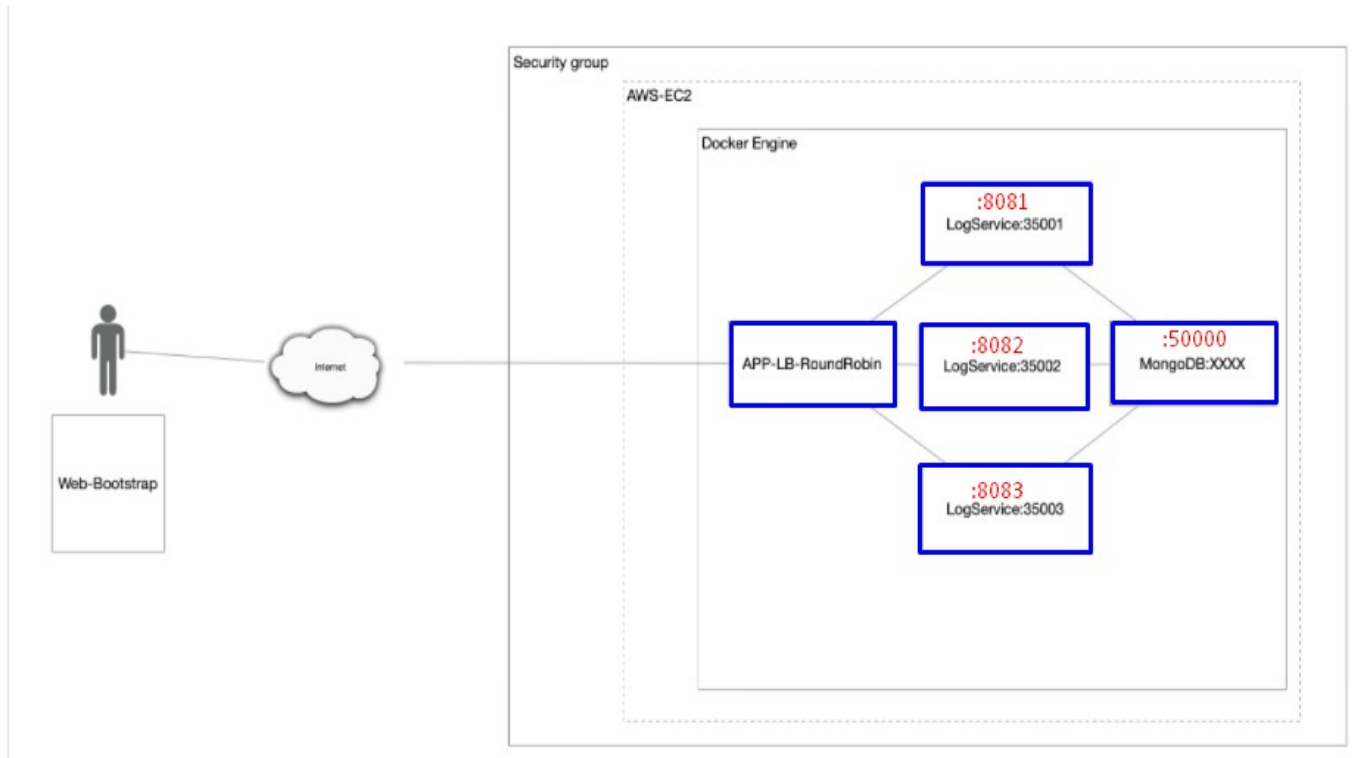 Security group
AWS-EC2
Docker Engine
:8081
LogService:35001
Internet
APP-LB-RoundRobin
:8082
LogService:35002
:50000
MongoDB:XXXX
Web-Bootstrap
:8083
LogService:35003